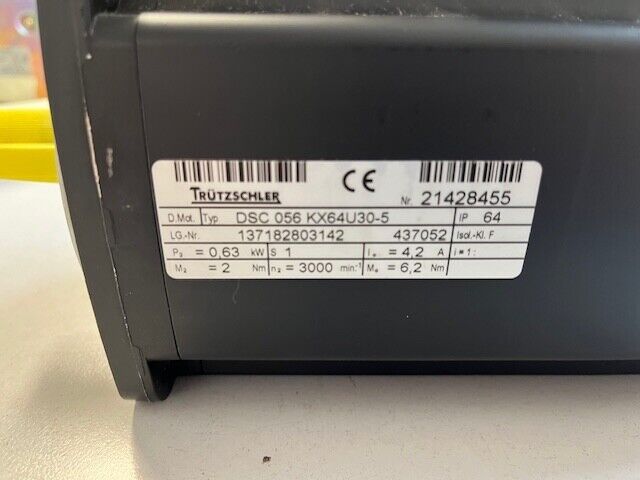 TRÜTZSCHLER CE Nr. 21428455
D.Mot. Typ DSC 056 KX64U30-5 IP 64
LG.-Nr. 137182803142 437052 Isol.-Kl. F
P₂ = 0,63 kW S 1 I₀ = 4,2 A i = 1 :
M₂ = 2 Nm n₂ = 3000 min.⁻¹ M₀ = 6,2 Nm